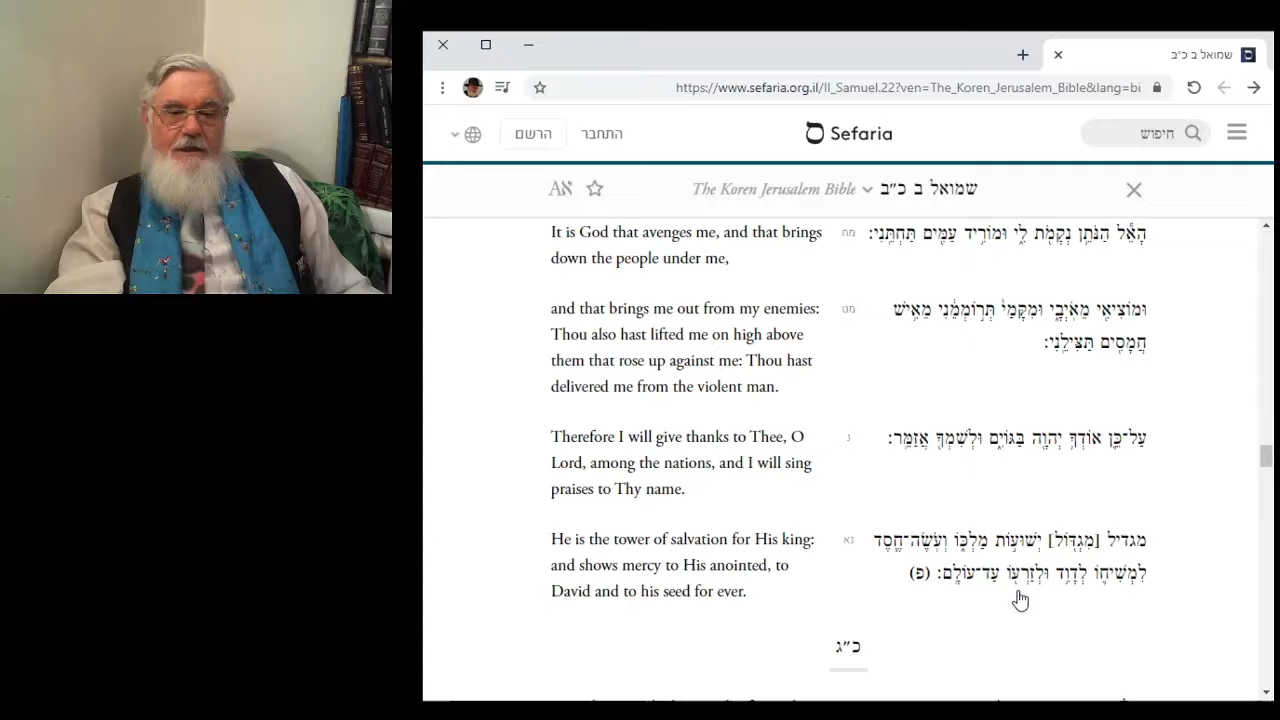 שמואל ב כ״ב
https://www.sefaria.org.il/II_Samuel.22?ven=The_Koren_Jerusalem_Bible&lang=bi
חיפוש
Sefaria
התחבר
הרשם
שמואל ב כ״ב
The Koren Jerusalem Bible
אA
הָאֵ֕ל הַנֹּתֵ֥ן נְקָמֹ֖ת לִ֑י וּמוֹרִ֥יד עַמִּ֖ים תַּחְתֵּֽנִי׃
מח
It is God that avenges me, and that brings
down the people under me,
וּמוֹצִיאִ֖י מֵאֹֽיְבָ֑י וּמִקָּמַי֙ תְּר֣וֹמְמֵ֔נִי מֵאִ֥ישׁ
חֲמָסִ֖ים תַּצִּילֵֽנִי׃
מט
and that brings me out from my enemies:
Thou also hast lifted me on high above
them that rose up against me: Thou hast
delivered me from the violent man.
עַל־כֵּ֛ן אוֹדְךָ֥ יְהוָ֖ה בַּגּוֹיִ֑ם וּלְשִׁמְךָ֖ אֲזַמֵּֽר׃
נ
Therefore I will give thanks to Thee, O
Lord, among the nations, and I will sing
praises to Thy name.
מגדיל [מִגְדּ֖וֹל] יְשׁוּע֣וֹת מַלְכּ֑וֹ וְעֹֽשֶׂה־חֶ֧סֶד
לִמְשִׁיח֛וֹ לְדָוִ֥ד וּלְזַרְע֖וֹ עַד־עוֹלָֽם׃ (פ)
נא
He is the tower of salvation for His king:
and shows mercy to His anointed, to
David and to his seed for ever.
כ״ג